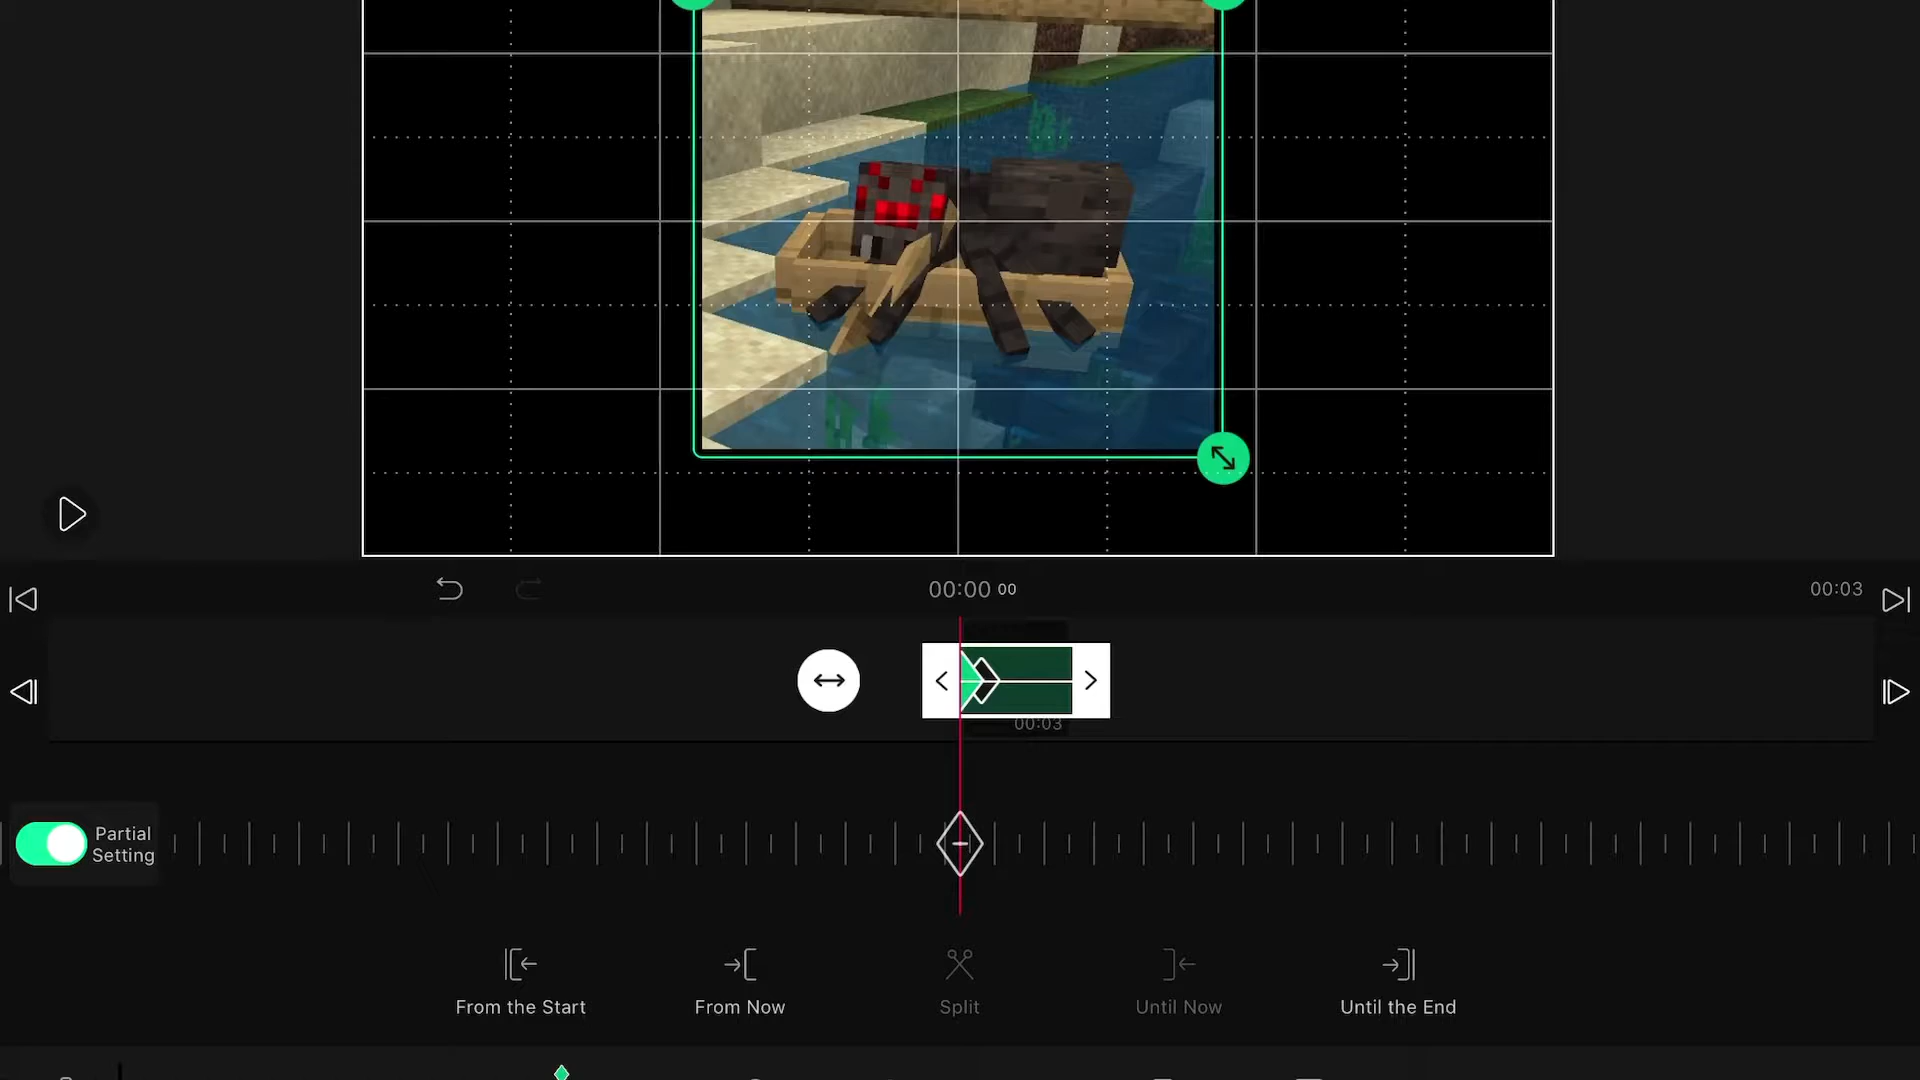 00:00 00
00:03
00:03
Partial
Setting
From the Start
From Now
Split
Until Now
Until the End